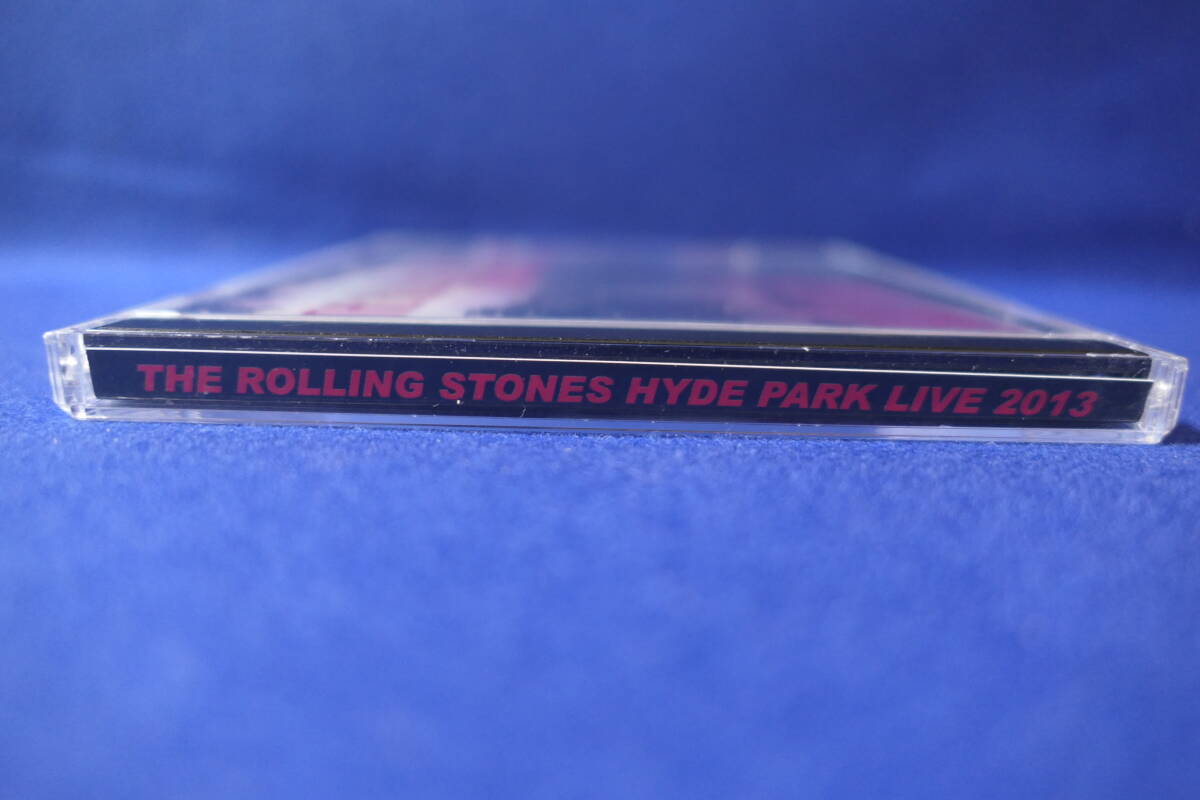 THE ROLLING STONES HYDE PARK LIVE 2013